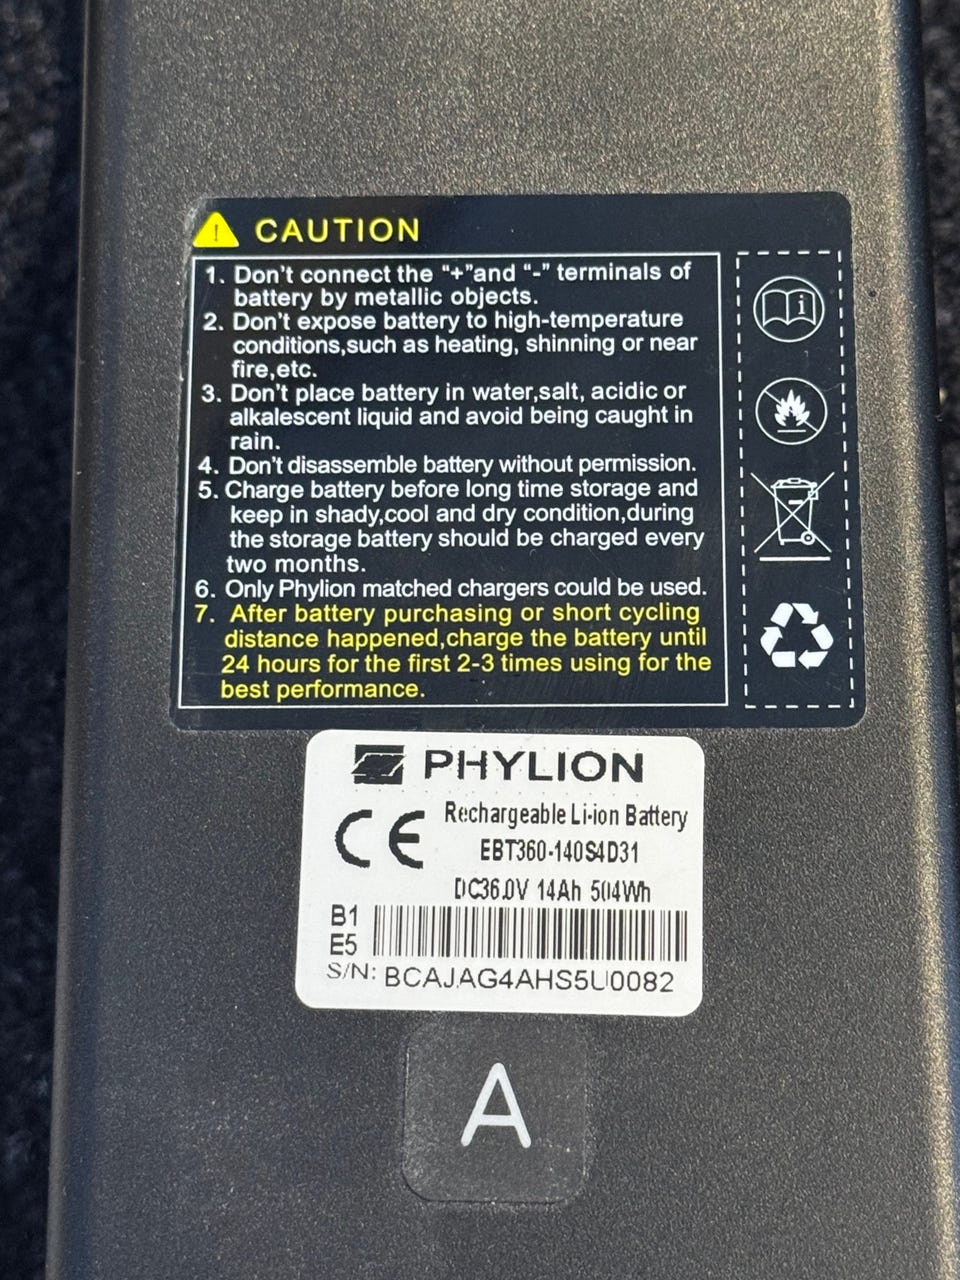 CAUTION
1. Don't connect the "+"and "-" terminals of
battery by metallic objects.
2. Don't expose battery to high-temperature
conditions,such as heating, shinning or near
fire,etc.
3. Don't place battery in water,salt, acidic or
alkalescent liquid and avoid being caught in
rain.
4. Don't disassemble battery without permission.
5. Charge battery before long time storage and
keep in shady,cool and dry condition,during
the storage battery should be charged every
two months.
6. Only Phylion matched chargers could be used.
7. After battery purchasing or short cycling
distance happened,charge the battery until
24 hours for the first 2-3 times using for the
best performance.
PHYLION
CE Rechargeable Li-ion Battery
EBT360-140S4D31
DC36.0V 14Ah 504Wh
B1
E5
S/N: BCAJAG4AHS5U0082
A